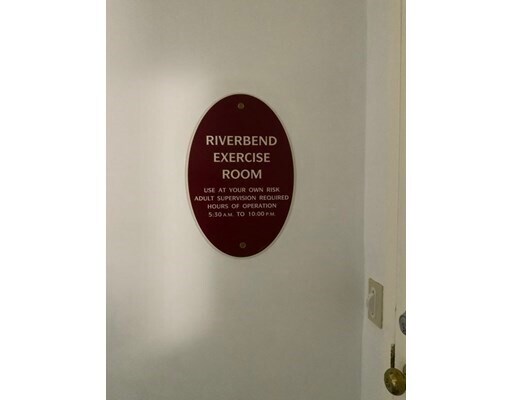 RIVERBEND
EXERCISE
ROOM
USE AT YOUR OWN RISK
ADULT SUPERVISION REQUIRED
HOURS OF OPERATION
5:30 A.M. TO 10:00 P.M.